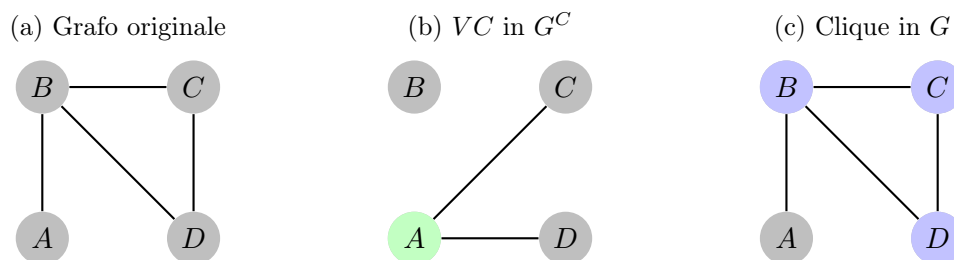 (a) Grafo originale
(b) VC in G^C
(c) Clique in G
B C
B C
B C
A D
A D
A D